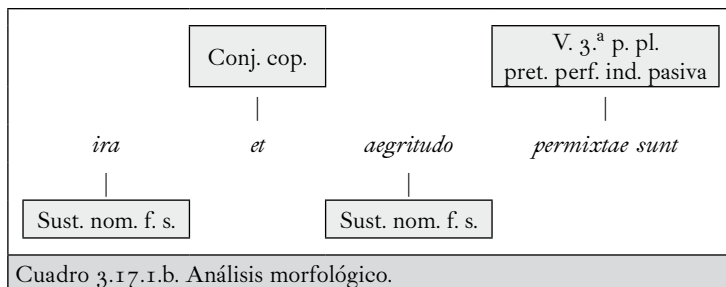 Conj. cop.
V. 3.ª p. pl.
pret. perf. ind. pasiva
ira et aegritudo permixtae sunt
Sust. nom. f. s. Sust. nom. f. s.
Cuadro 3.17.1.b. Análisis morfológico.